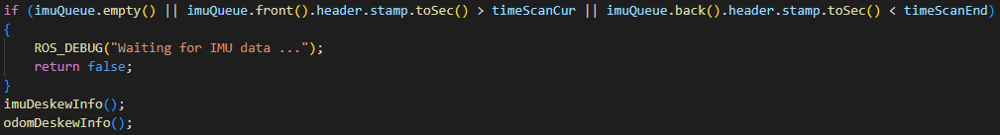 if (imuQueue.empty() || imuQueue.front().header.stamp.toSec() > timeScanCur || imuQueue.back().header.stamp.toSec() < timeScanEnd)
{
    ROS_DEBUG("Waiting for IMU data ...");
    return false;
}
imuDeskewInfo();
odomDeskewInfo();